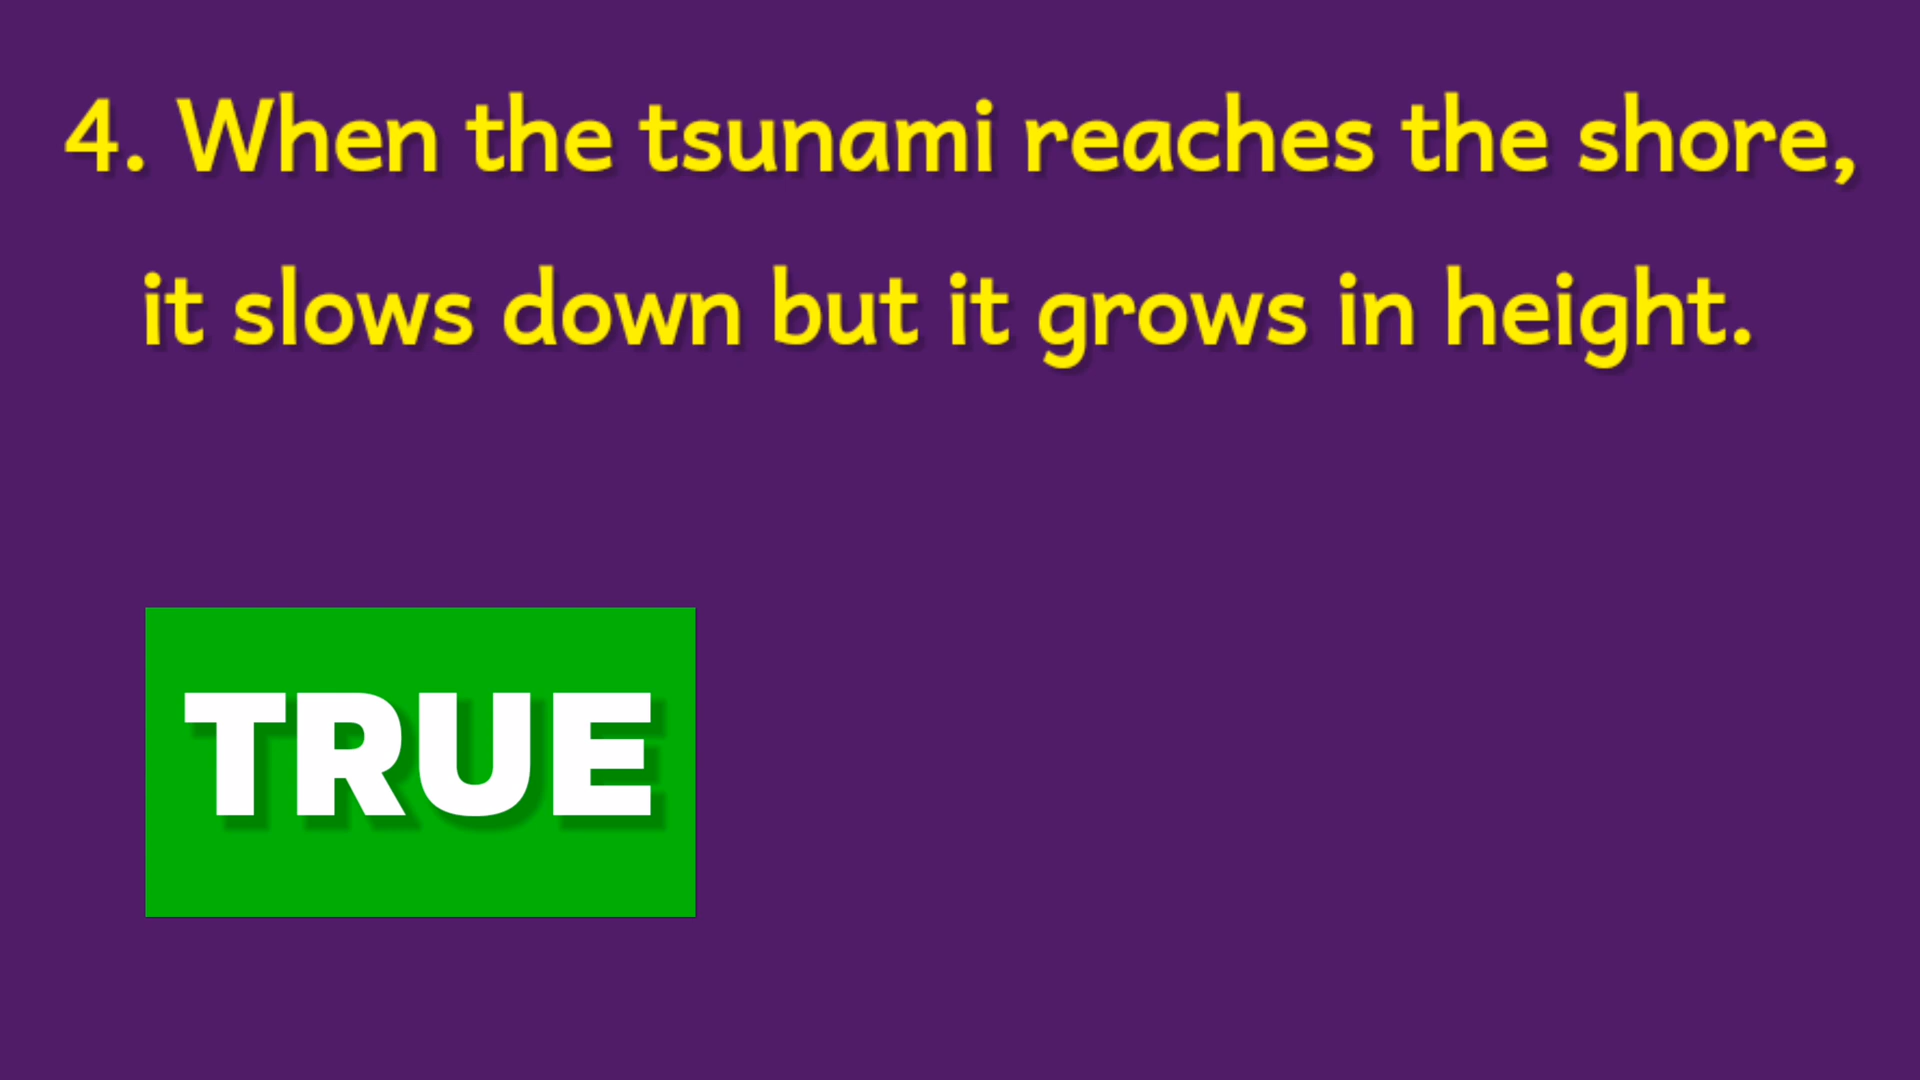 4. When the tsunami reaches the shore,
it slows down but it grows in height.
TRUE